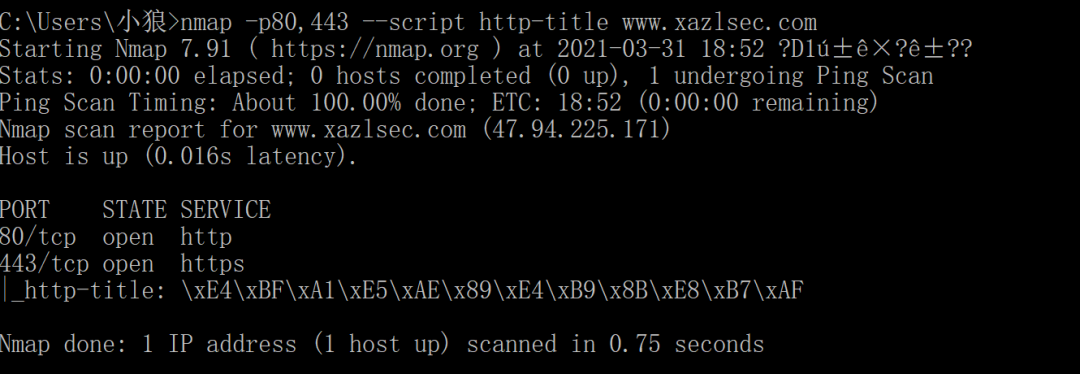 C:\Users\小狼>nmap -p80,443 --script http-title www.xazlsec.com
Starting Nmap 7.91 ( https://nmap.org ) at 2021-03-31 18:52 ?D1ú±ê×?ê±??
Stats: 0:00:00 elapsed; 0 hosts completed (0 up), 1 undergoing Ping Scan
Ping Scan Timing: About 100.00% done; ETC: 18:52 (0:00:00 remaining)
Nmap scan report for www.xazlsec.com (47.94.225.171)
Host is up (0.016s latency).
PORT    STATE SERVICE
80/tcp  open  http
443/tcp open  https
|_http-title: \xE4\xBF\xA1\xE5\xAE\x89\xE4\xB9\x8B\xE8\xB7\xAF
Nmap done: 1 IP address (1 host up) scanned in 0.75 seconds